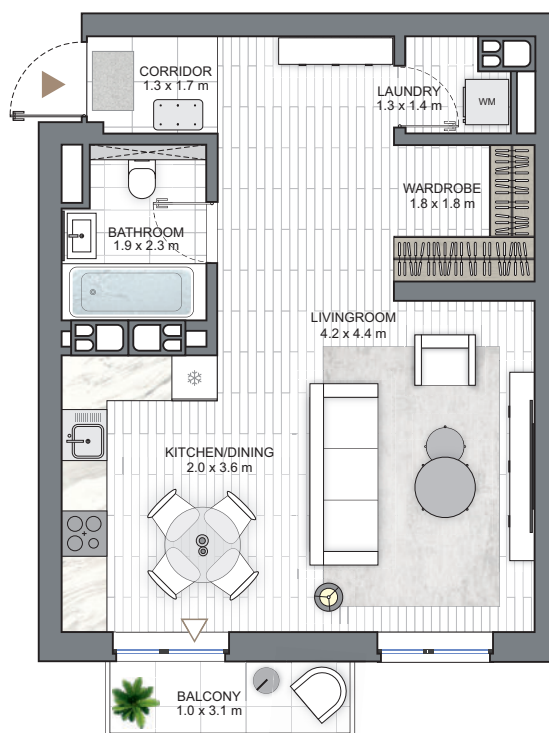 CORRIDOR
1.3 x 1.7 m
LAUNDRY
1.3 x 1.4 m
WM
WARDROBE
1.8 x 1.8 m
BATHROOM
1.9 x 2.3 m
LIVINGROOM
4.2 x 4.4 m
KITCHEN/DINING
2.0 x 3.6 m
BALCONY
1.0 x 3.1 m